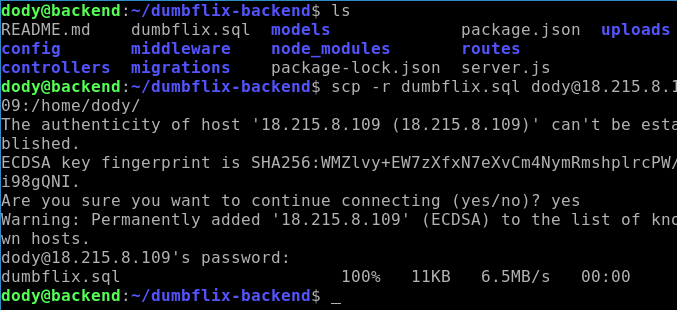 dody@backend:~/dumbflix-backend$ ls
README.md    dumbflix.sql  models             package.json  uploads
config       middleware    node_modules       routes
controllers  migrations    package-lock.json  server.js
dody@backend:~/dumbflix-backend$ scp -r dumbflix.sql dody@18.215.8.1
09:/home/dody/
The authenticity of host '18.215.8.109 (18.215.8.109)' can't be esta
blished.
ECDSA key fingerprint is SHA256:WMZlvy+EW7zXfxN7eXvCm4NymRmshplrcPW/
i98gQNI.
Are you sure you want to continue connecting (yes/no)? yes
Warning: Permanently added '18.215.8.109' (ECDSA) to the list of kno
wn hosts.
dody@18.215.8.109's password:
dumbflix.sql                      100%   11KB   6.5MB/s   00:00
dody@backend:~/dumbflix-backend$ _